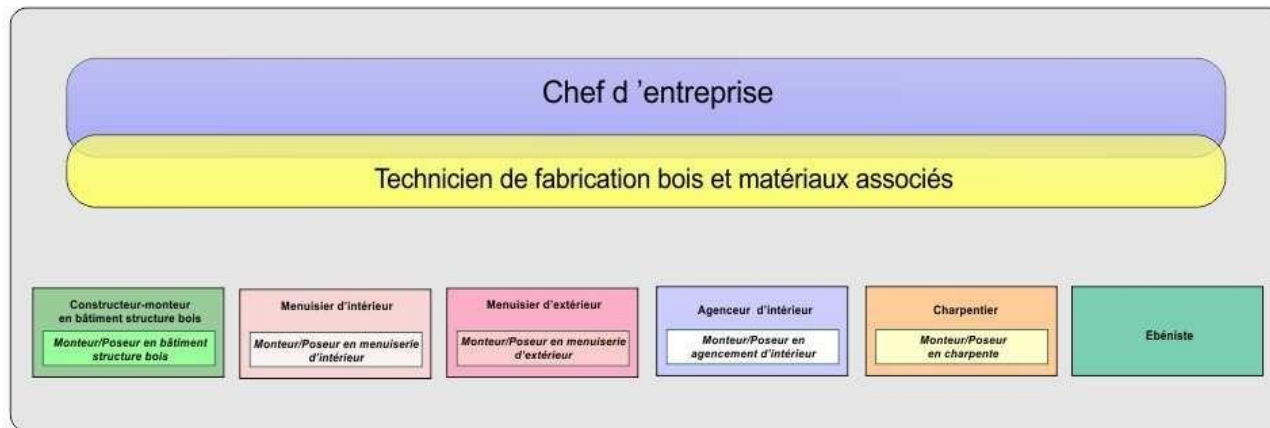 Chef d ’entreprise
Technicien de fabrication bois et matériaux associés
Constructeur-monteur
en bâtiment structure bois
Monteur/Poseur en bâtiment
structure bois
Menuisier d’intérieur
Monteur/Poseur en menuiserie
d’intérieur
Menuisier d’extérieur
Monteur/Poseur en menuiserie
d’extérieur
Agenceur d’intérieur
Monteur/Poseur en
agencement d’intérieur
Charpentier
Monteur/Poseur
en charpente
Ebéniste